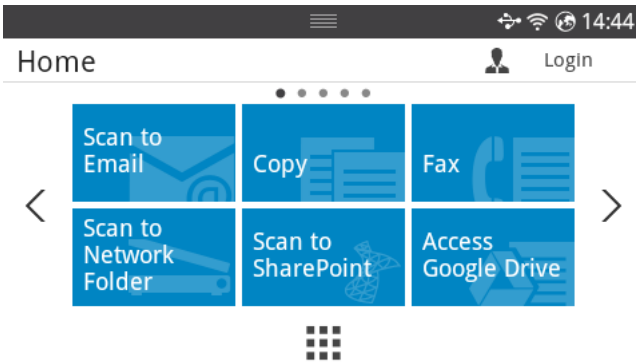 14:44
Home
Login
Scan to
Email
Copy
Fax
Scan to
Network
Folder
Scan to
SharePoint
Access
Google Drive